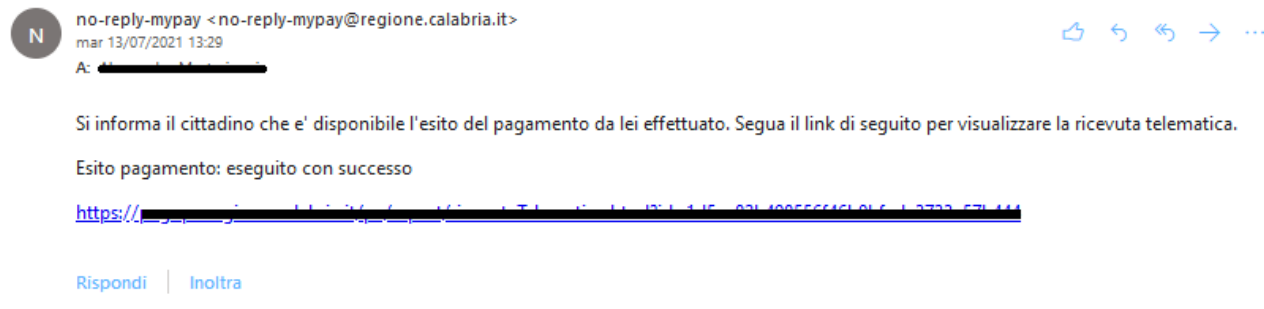 N
no-reply-mypay <no-reply-mypay@regione.calabria.it>
mar 13/07/2021 13:29
A:
Si informa il cittadino che e' disponibile l'esito del pagamento da lei effettuato. Segua il link di seguito per visualizzare la ricevuta telematica.
Esito pagamento: eseguito con successo
https://
Rispondi
Inoltra